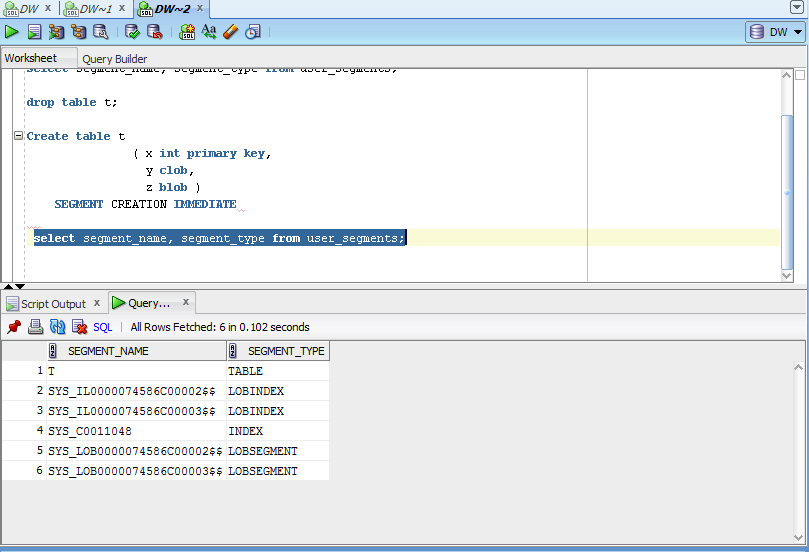 DW x DW~1 x DW~2 x
DW
Worksheet Query Builder
select segment_name, segment_type from user_segments;
drop table t;
Create table t
( x int primary key,
y clob,
z blob )
SEGMENT CREATION IMMEDIATE
select segment_name, segment_type from user_segments;
Script Output x Query... x
SQL | All Rows Fetched: 6 in 0.102 seconds
SEGMENT_NAME SEGMENT_TYPE
1 T TABLE
2 SYS_IL0000074586C00002$$ LOBINDEX
3 SYS_IL0000074586C00003$$ LOBINDEX
4 SYS_C0011048 INDEX
5 SYS_LOB0000074586C00002$$ LOBSEGMENT
6 SYS_LOB0000074586C00003$$ LOBSEGMENT